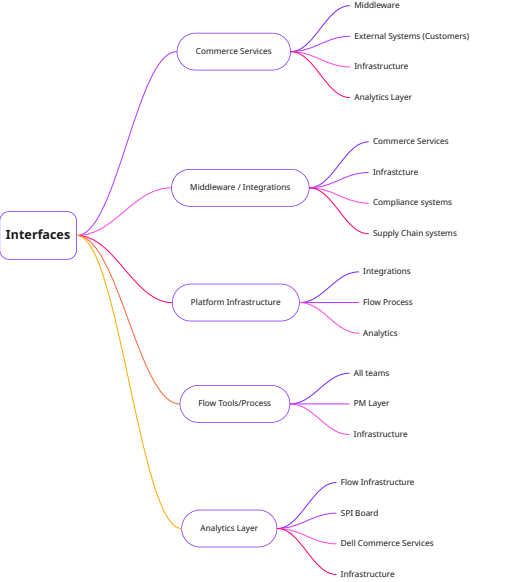 Interfaces
Commerce Services
Middleware
External Systems (Customers)
Infrastructure
Analytics Layer
Middleware / Integrations
Commerce Services
Infrastcture
Compliance systems
Supply Chain systems
Platform Infrastructure
Integrations
Flow Process
Analytics
Flow Tools/Process
All teams
PM Layer
Infrastructure
Analytics Layer
Flow Infrastructure
SPI Board
Dell Commerce Services
Infrastructure